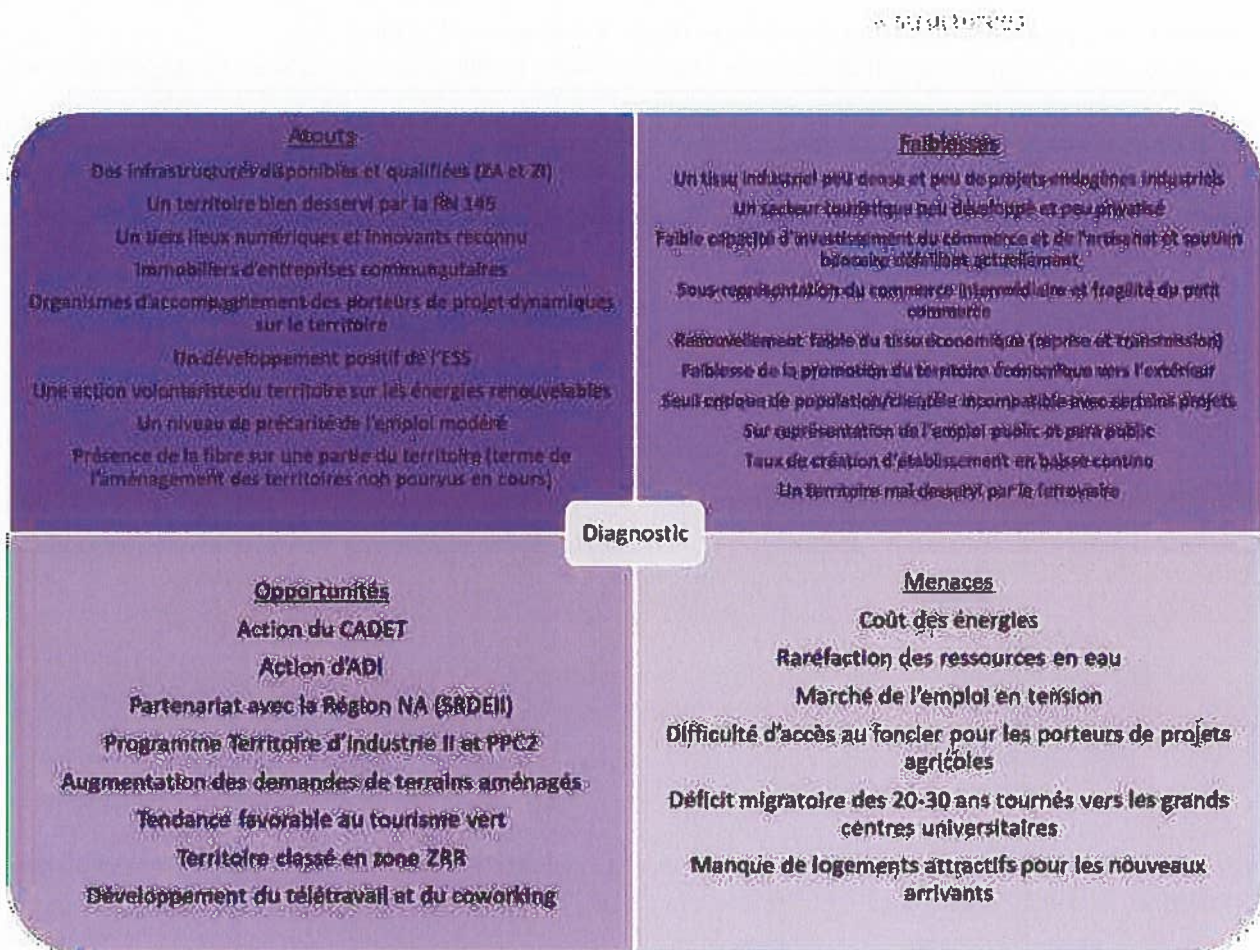 Atouts
Des infrastructures disponibles et qualifiées (ZA et ZI)
Un territoire bien desservi par la RN 145
Un tiers lieux numériques et innovants reconnu
Immobiliers d'entreprises communautaires
Organismes d'accompagnement des porteurs de projet dynamiques
sur le territoire
Un développement positif de l'ESS
Une action volontariste du territoire sur les énergies renouvelables
Un niveau de précarité de l'emploi modéré
Présence de la fibre sur une partie du territoire (terme de
l'aménagement des territoires non pourvus en cours)
Faiblesses
Un tissu industriel peu dense et peu de projets endogènes industriels
Un secteur touristique peu développé et peu privatisé
Faible capacité d'investissement du commerce et de l'artisanat et soutien
bancaire défaillant actuellement
Sous-représentation du commerce intermédiaire et fragilité du petit
commerce
Renouvellement faible du tissu économique (reprise et transmission)
Faiblesse de la promotion du territoire économique vers l'extérieur
Seuil critique de population/clientèle incompatible avec certains projets
Sur représentation de l'emploi public et para public
Taux de création d'établissement en baisse continu
Un territoire mal desservi par le ferroviaire
Diagnostic
Opportunités
Action du CADET
Action d'ADI
Partenariat avec la Région NA (SRDEII)
Programme Territoire d'Industrie II et PPC2
Augmentation des demandes de terrains aménagés
Tendance favorable au tourisme vert
Territoire classé en zone ZRR
Développement du télétravail et du coworking
Menaces
Coût des énergies
Raréfaction des ressources en eau
Marché de l'emploi en tension
Difficulté d'accès au foncier pour les porteurs de projets
agricoles
Déficit migratoire des 20-30 ans tournés vers les grands
centres universitaires
Manque de logements attractifs pour les nouveaux
arrivants